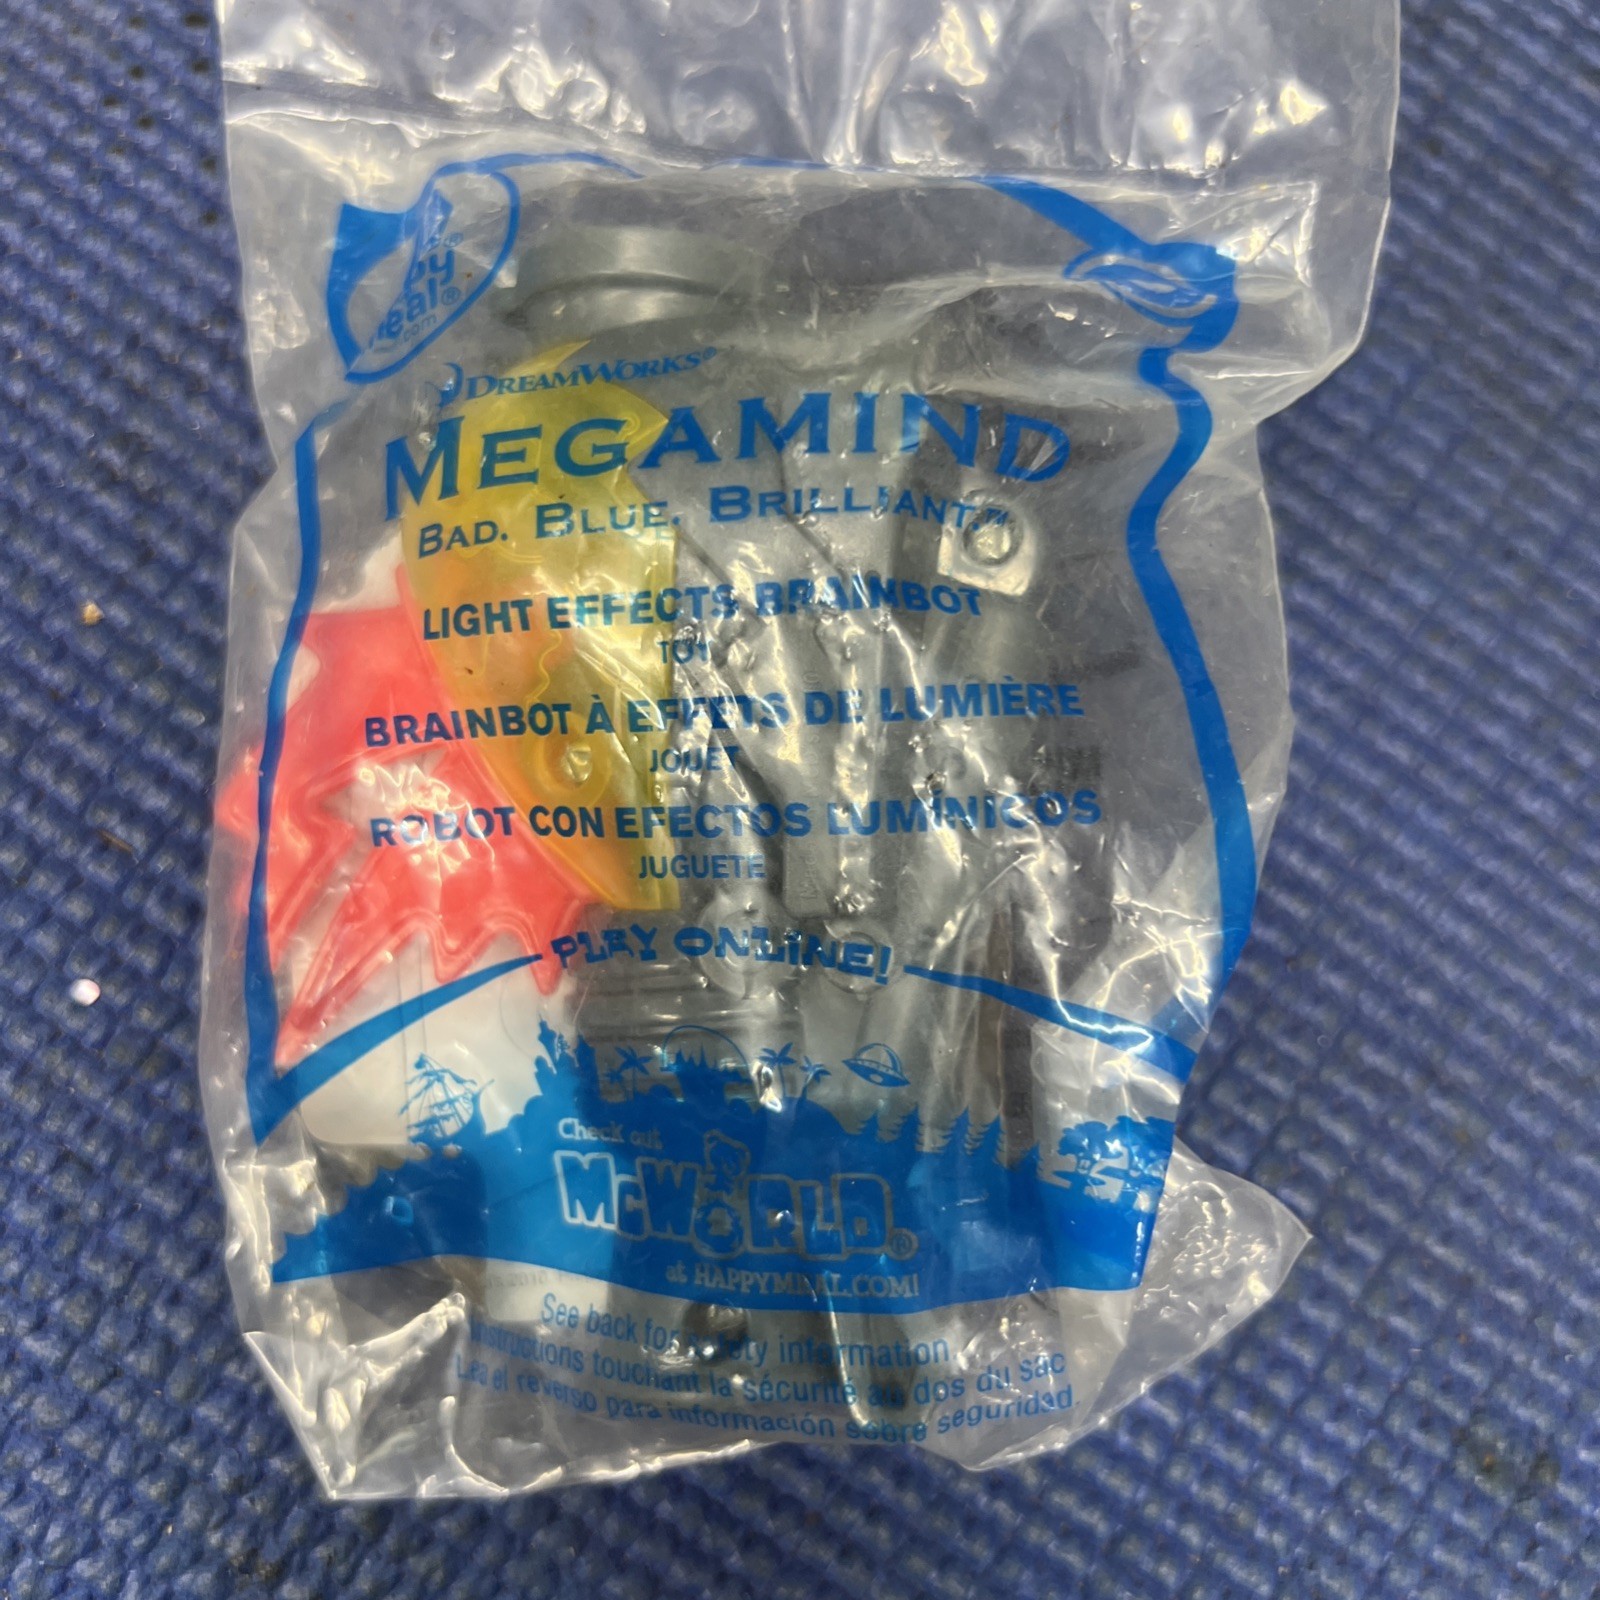 DREAMWORKS®
MEGAMIND
BAD. BLUE. BRILLIANT.™
LIGHT EFFECTS BRAINBOT
TOY
BRAINBOT À EFFETS DE LUMIÈRE
JOUET
ROBOT CON EFECTOS LUMÍNICOS
JUGUETE
PLAY ONLINE!
Check out
McWORLD®
at HAPPYMEAL.COM!
See back for safety information.
Instructions touchant la sécurité au dos du sac
Lea el reverso para información sobre seguridad.